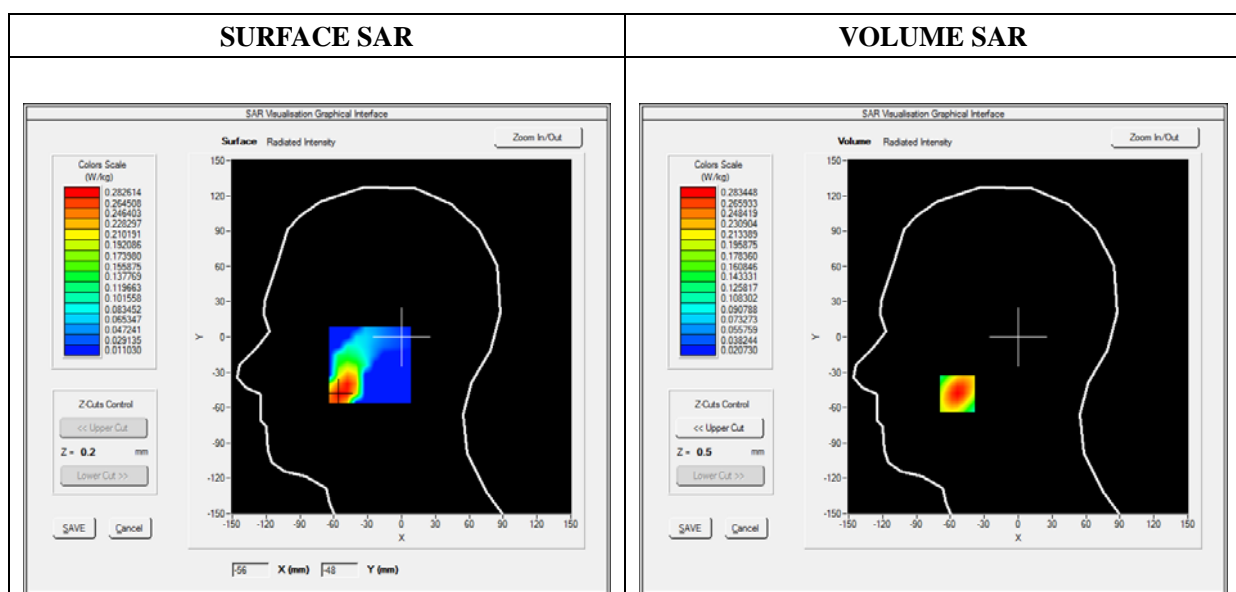 SURFACE SAR
VOLUME SAR
SAR Visualisation Graphical Interface
Surface Radiated Intensity
Zoom In/Out
Colors Scale
(W/kg)
0.282614
0.264508
0.246403
0.228297
0.210191
0.192086
0.173980
0.155875
0.137769
0.119663
0.101558
0.083452
0.065347
0.047241
0.029135
0.011030
Z-Cuts Control
<< Upper Cut
Z = 0.2 mm
Lower Cut >>
SAVE Cancel
150
120
90
60
30
0
-30
-60
-90
-120
-150
Y
-150 -120 -90 -60 -30 0 30 60 90 120 150
X
-56 X (mm) -48 Y (mm)
SAR Visualisation Graphical Interface
Volume Radiated Intensity
Zoom In/Out
Colors Scale
(W/kg)
0.283448
0.265933
0.248419
0.230904
0.213389
0.195875
0.178360
0.160846
0.143331
0.125817
0.108302
0.090788
0.073273
0.055759
0.038244
0.020730
Z-Cuts Control
<< Upper Cut
Z = 0.5 mm
Lower Cut >>
SAVE Cancel
150
120
90
60
30
0
-30
-60
-90
-120
-150
Y
-150 -120 -90 -60 -30 0 30 60 90 120 150
X